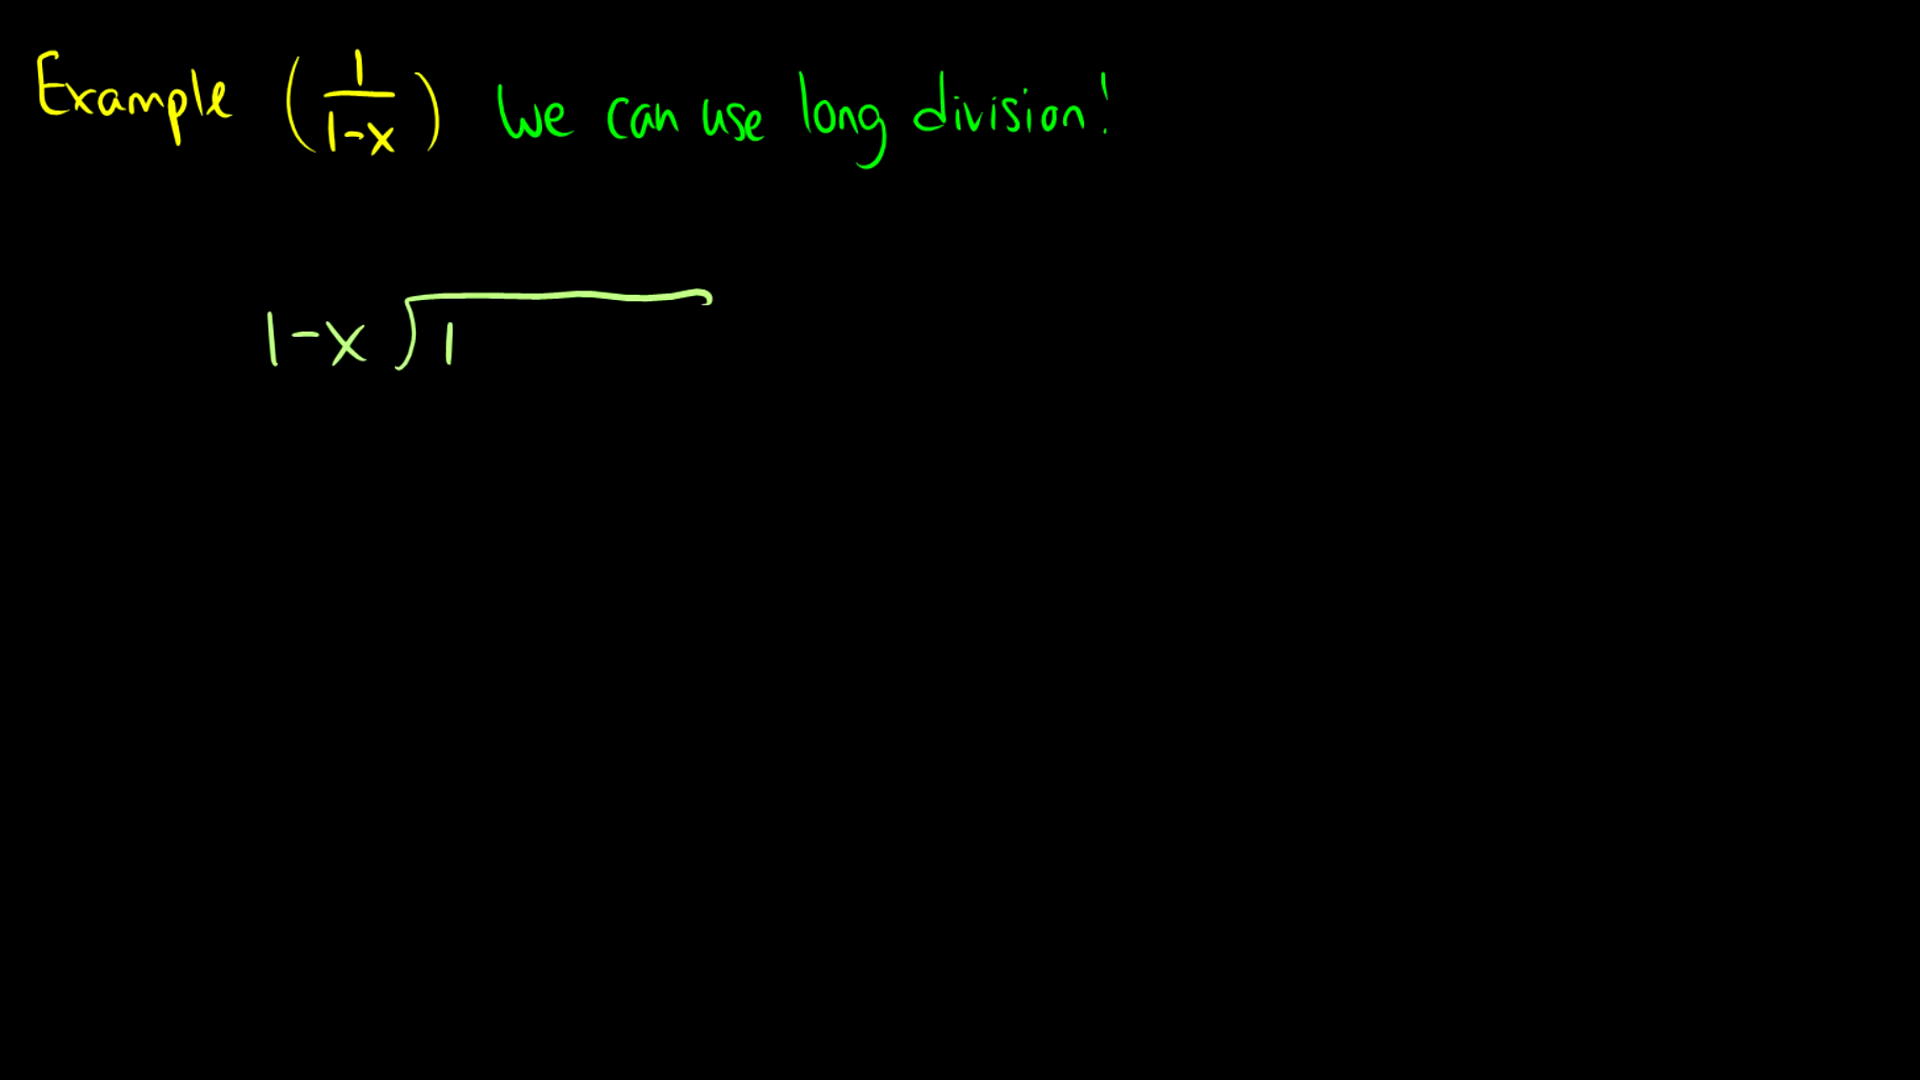 Example (1/(1-x)) We can use long division!
1-x ) 1